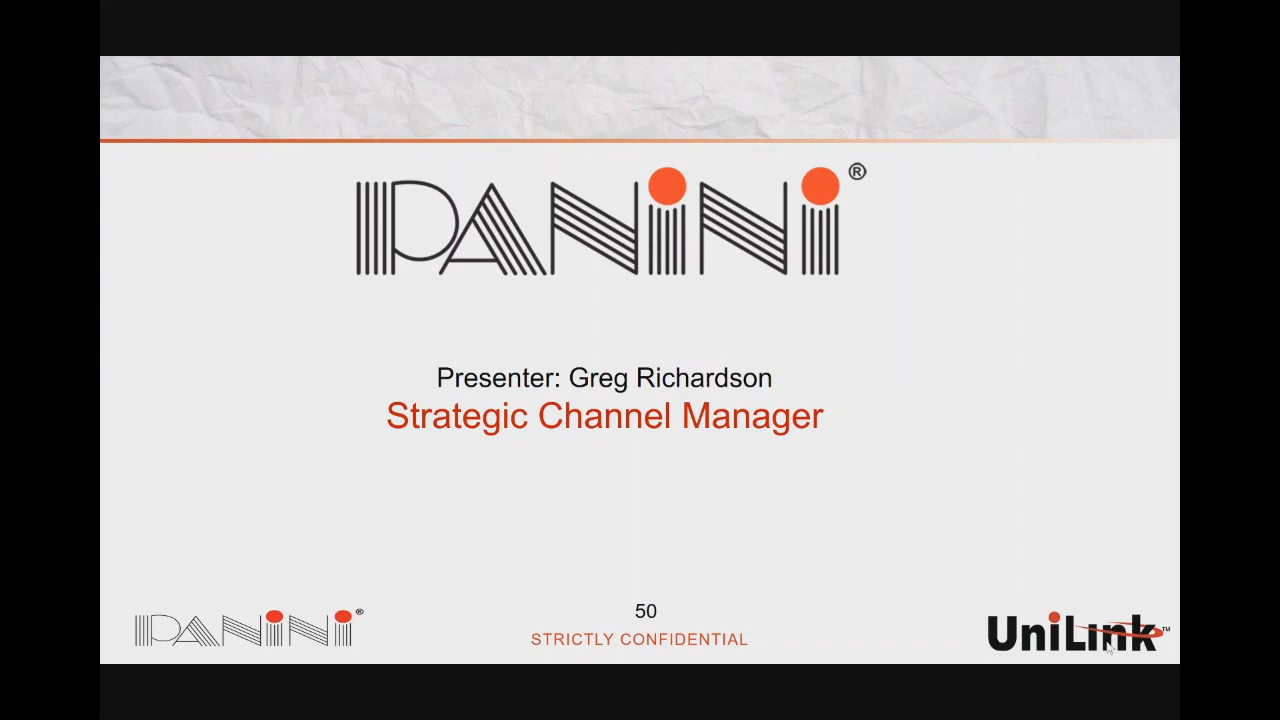 PANiNi®
Presenter: Greg Richardson
Strategic Channel Manager
PANiNi®
50
STRICTLY CONFIDENTIAL
UniLink™